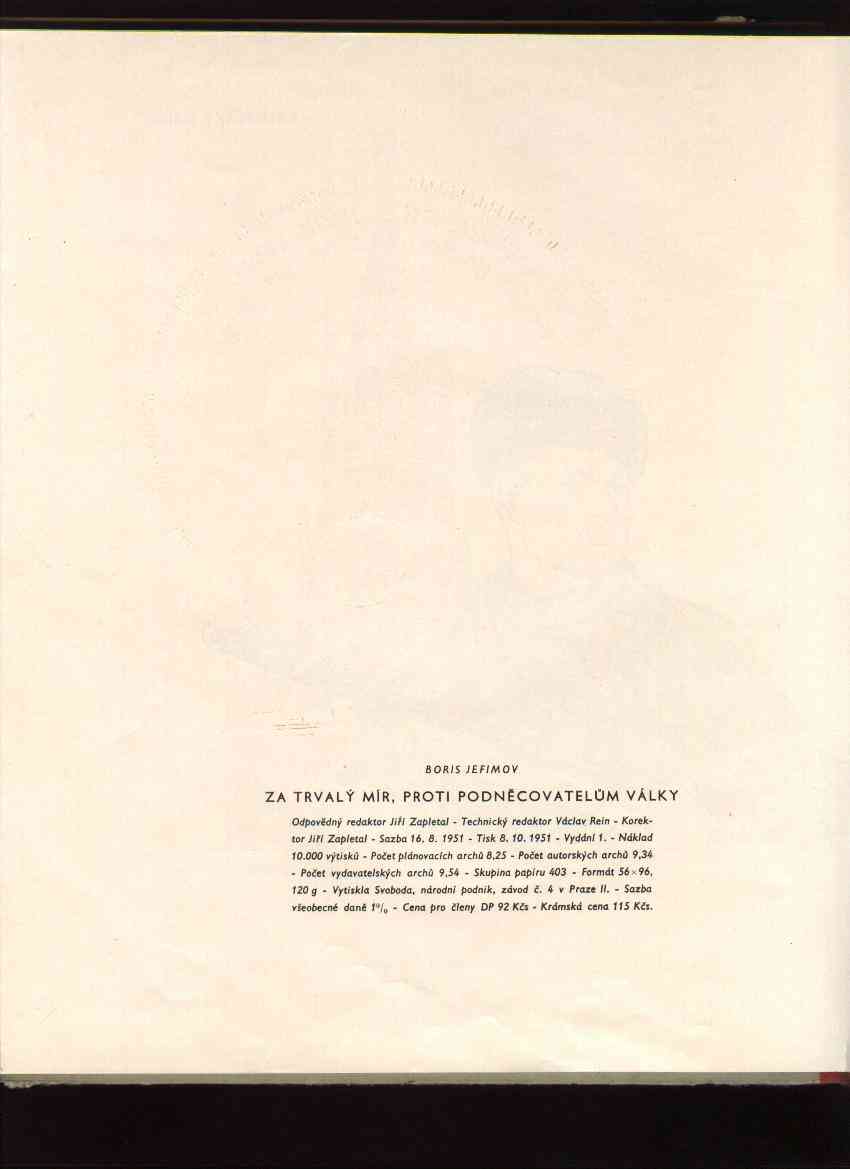 BORIS JEFIMOV
ZA TRVALÝ MÍR, PROTI PODNĚCOVATELŮM VÁLKY
Odpovědný redaktor Jiří Zapletal - Technický redaktor Václav Rein - Korek-
tor Jiří Zapletal - Sazba 16. 8. 1951 - Tisk 8. 10. 1951 - Vydání 1. - Náklad
10.000 výtisků - Počet plánovacích archů 8,25 - Počet autorských archů 9,34
- Počet vydavatelských archů 9,54 - Skupina papíru 403 - Formát 56×96,
120 g - Vytiskla Svoboda, národní podnik, závod č. 4 v Praze II. - Sazba
všeobecné daně 1% - Cena pro členy DP 92 Kčs - Krámská cena 115 Kčs.